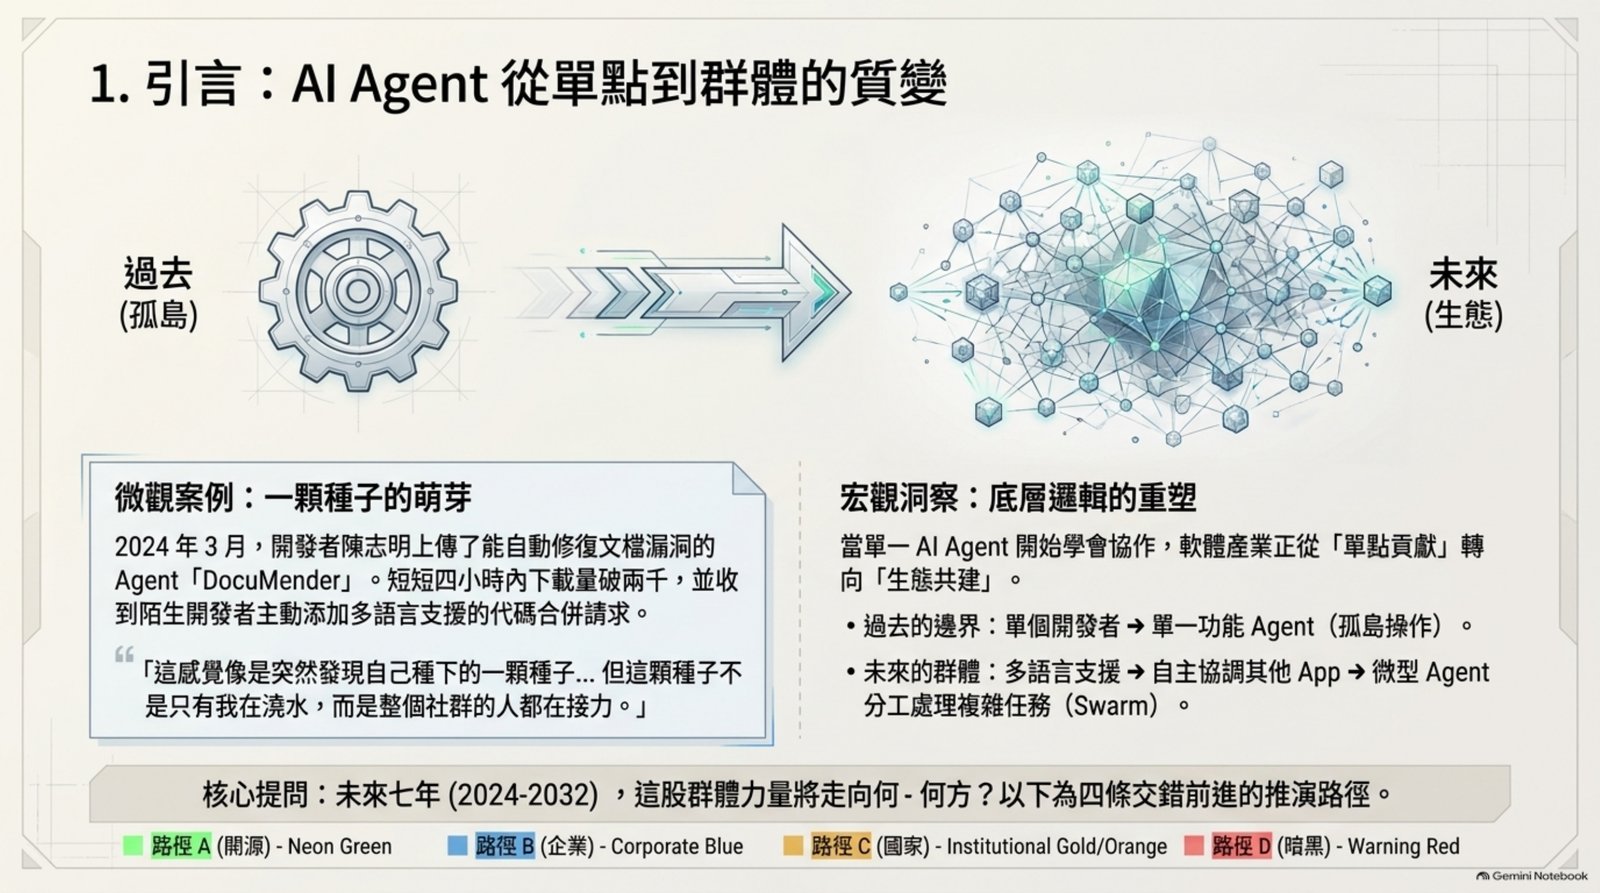 1. 引言：AI Agent 從單點到群體的質變
過去
(孤島)
未來
(生態)
微觀案例：一顆種子的萌芽
2024 年 3 月，開發者陳志明上傳了能自動修復文檔漏洞的
Agent「DocuMender」。短短四小時內下載量破兩千，並收
到陌生開發者主動添加多語言支援的代碼合併請求。
“
「這感覺像是突然發現自己種下的一顆種子... 但這顆種子不
是只有我在澆水，而是整個社群的人都在接力。」
宏觀洞察：底層邏輯的重塑
當單一 AI Agent 開始學會協作，軟體產業正從「單點貢獻」轉
向「生態共建」。
• 過去的邊界：單個開發者 → 單一功能 Agent（孤島操作）。
• 未來的群體：多語言支援 → 自主協調其他 App → 微型 Agent
分工處理複雜任務（Swarm）。
核心提問：未來七年 (2024-2032) ，這股群體力量將走向何 - 何方？以下為四條交錯前進的推演路徑。
路徑 A (開源) - Neon Green
路徑 B (企業) - Corporate Blue
路徑 C (國家) - Institutional Gold/Orange
路徑 D (暗黑) - Warning Red
Gemini Notebook